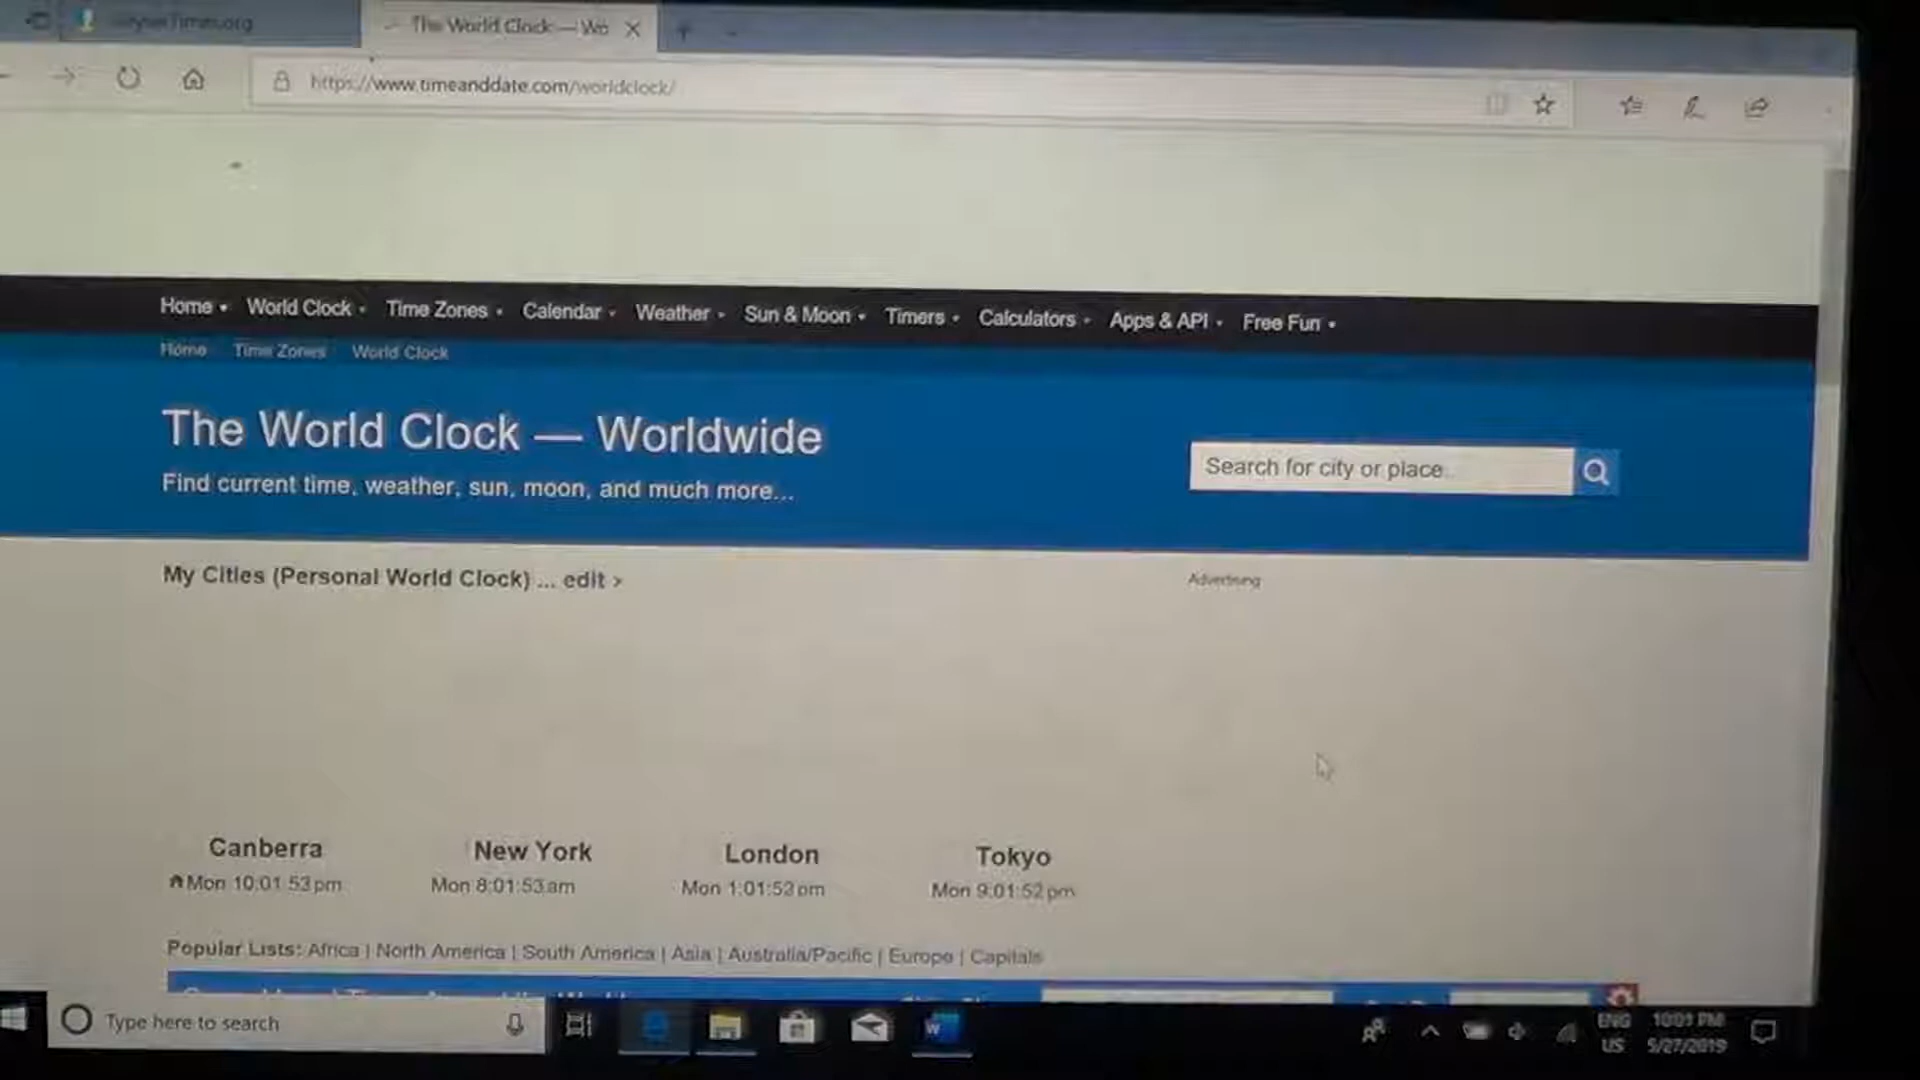 The World Clock — Wo
https://www.timeanddate.com/worldclock/
Home World Clock Time Zones Calendar Weather Sun & Moon Timers Calculators Apps & API Free Fun
Home Time Zones World Clock
The World Clock — Worldwide
Find current time, weather, sun, moon, and much more...
Search for city or place...
My Cities (Personal World Clock) ... edit >
Advertising
Canberra New York London Tokyo
Mon 10:01:53 pm Mon 8:01:53 am Mon 1:01:52 pm Mon 9:01:52 pm
Popular Lists: Africa | North America | South America | Asia | Australia/Pacific | Europe | Capitals
Type here to search
ENG 10:01 PM
US 5/27/2019